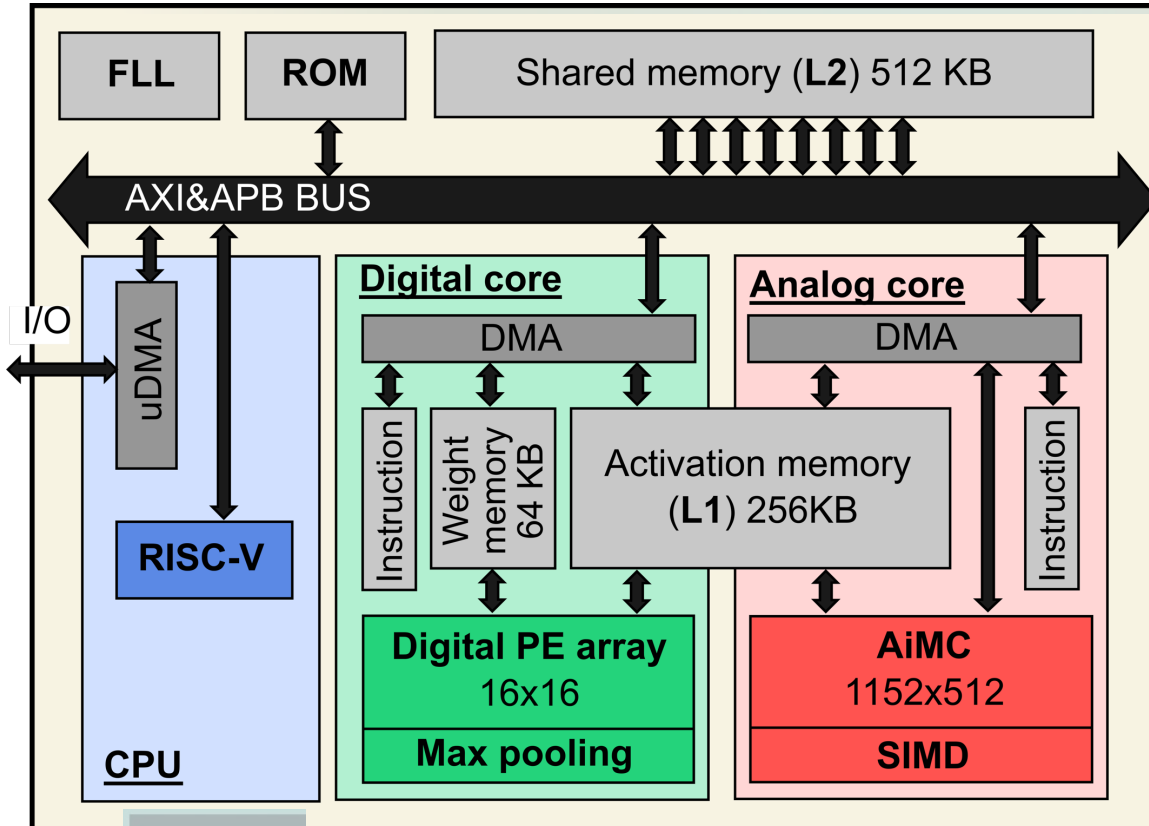 FLL
ROM
Shared memory (L2) 512 KB
AXI&APB BUS
I/O
uDMA
RISC-V
CPU
Digital core
DMA
Instruction
Weight
memory
64 KB
Activation memory
(L1) 256KB
Digital PE array
16x16
Max pooling
Analog core
DMA
Instruction
AiMC
1152x512
SIMD